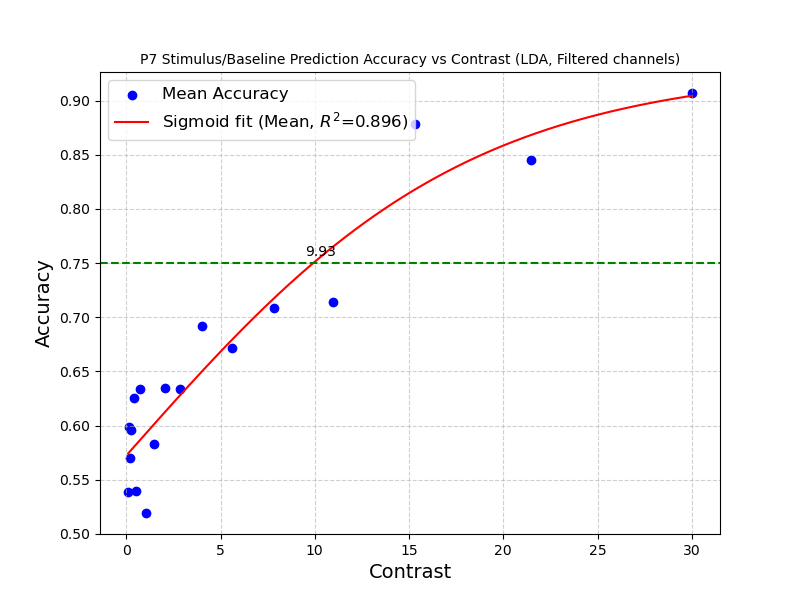 P7 Stimulus/Baseline Prediction Accuracy vs Contrast (LDA, Filtered channels)
Mean Accuracy
Sigmoid fit (Mean, $R^2$=0.896)
0.90
0.85
0.80
0.75
0.70
0.65
0.60
0.55
0.50
9.93
Accuracy
0 5 10 15 20 25 30
Contrast